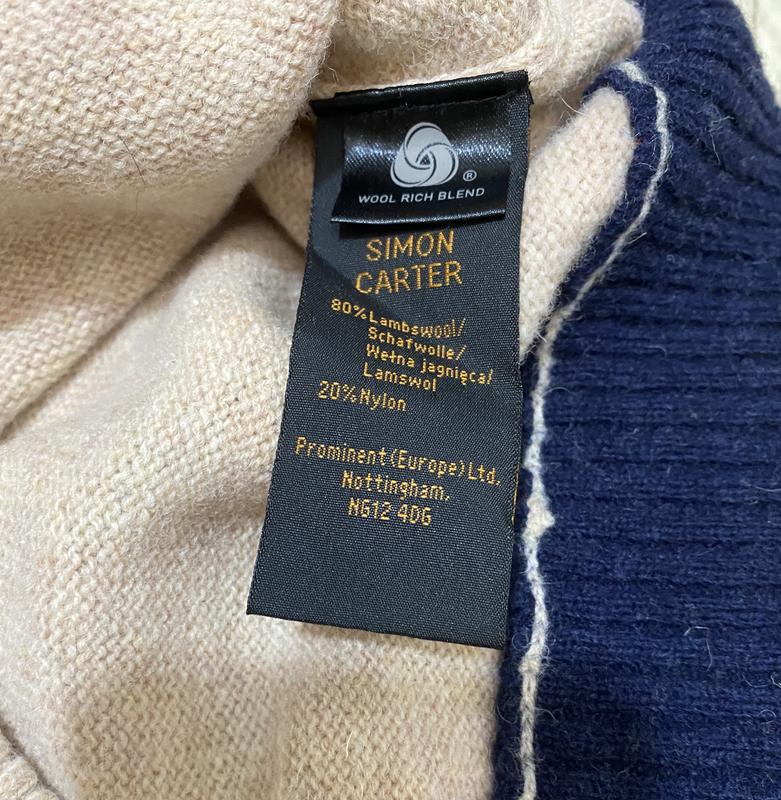 ®
WOOL RICH BLEND
SIMON
CARTER
80%Lambswool/
Schafwolle/
Wełna jagnięca/
Lamswol
20%Nylon
Prominent(Europe)Ltd.
Nottingham.
NG12 4DG